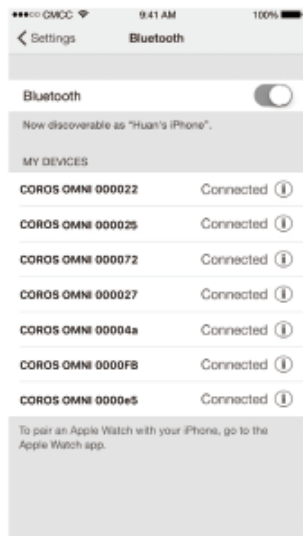 CMCC 9:41 AM 100%
Settings Bluetooth
Bluetooth
Now discoverable as "Huan's iPhone".
MY DEVICES
COROS OMNI 000022 Connected
COROS OMNI 000025 Connected
COROS OMNI 000072 Connected
COROS OMNI 000027 Connected
COROS OMNI 00004a Connected
COROS OMNI 0000FB Connected
COROS OMNI 0000e5 Connected
To pair an Apple Watch with your iPhone, go to the
Apple Watch app.